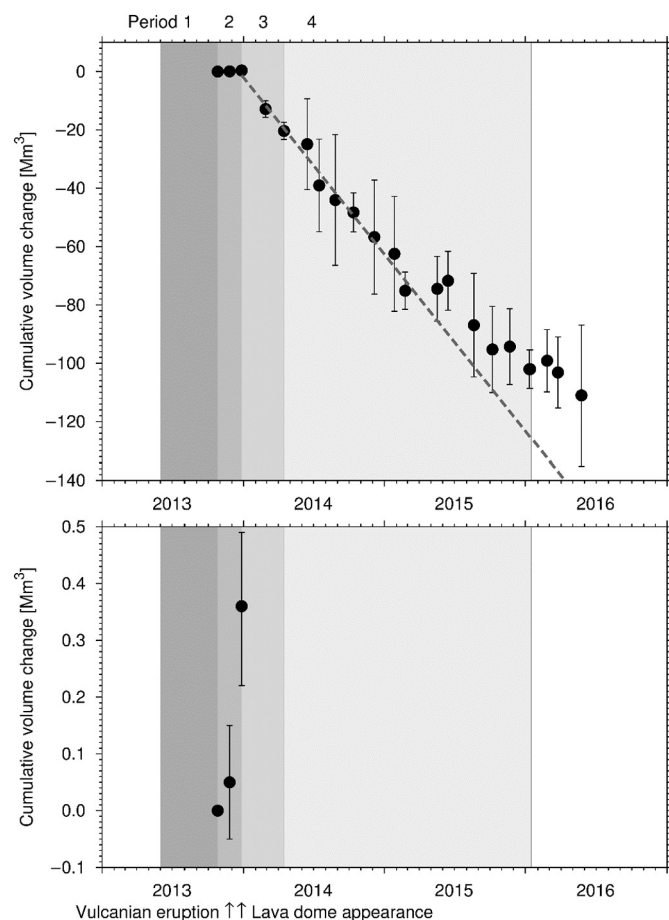 Period 1 2 3 4
Cumulative volume change [Mm³]
0
−20
−40
−60
−80
−100
−120
−140
2013 2014 2015 2016
Cumulative volume change [Mm³]
0.5
0.4
0.3
0.2
0.1
0.0
−0.1
2013 2014 2015 2016
Vulcanian eruption ↑↑ Lava dome appearance